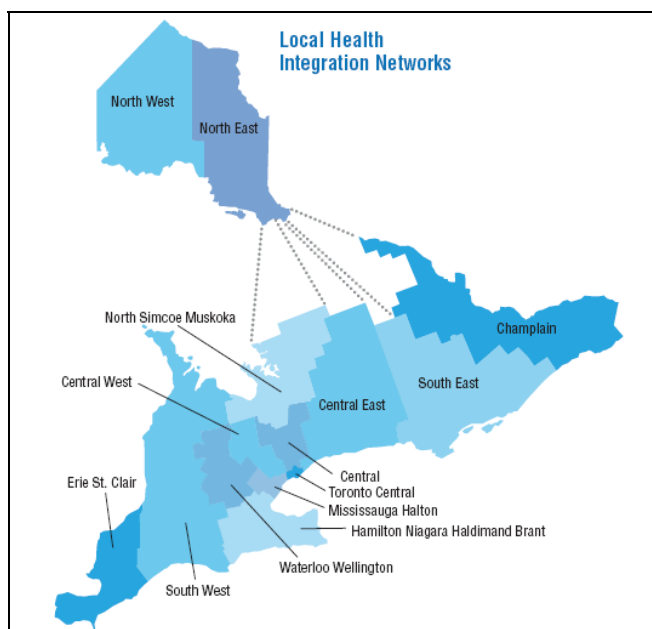 Local Health
Integration Networks
North West
North East
North Simcoe Muskoka
Champlain
Central West
South East
Central East
Central
Erie St. Clair
Toronto Central
Mississauga Halton
Hamilton Niagara Haldimand Brant
Waterloo Wellington
South West